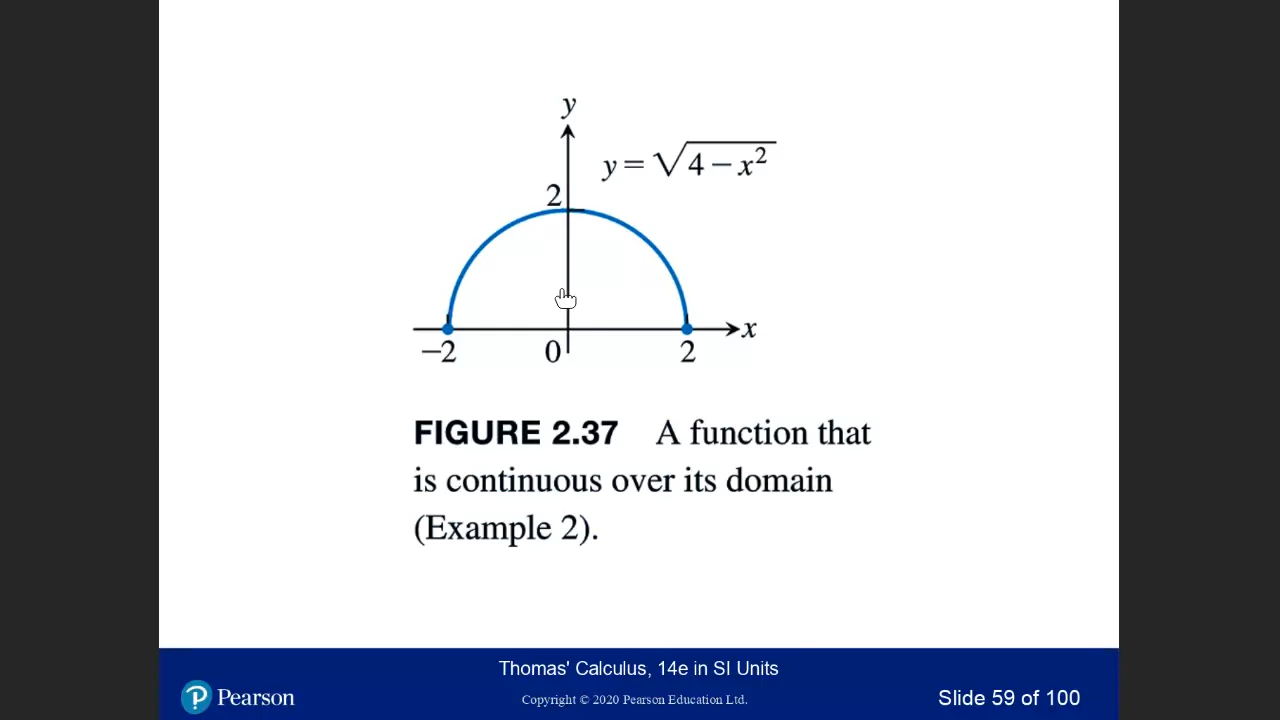 y
y = √4 – x²
2
x
–2
0
2
FIGURE 2.37 A function that
is continuous over its domain
(Example 2).
Thomas' Calculus, 14e in SI Units
Pearson
Copyright © 2020 Pearson Education Ltd.
Slide 59 of 100